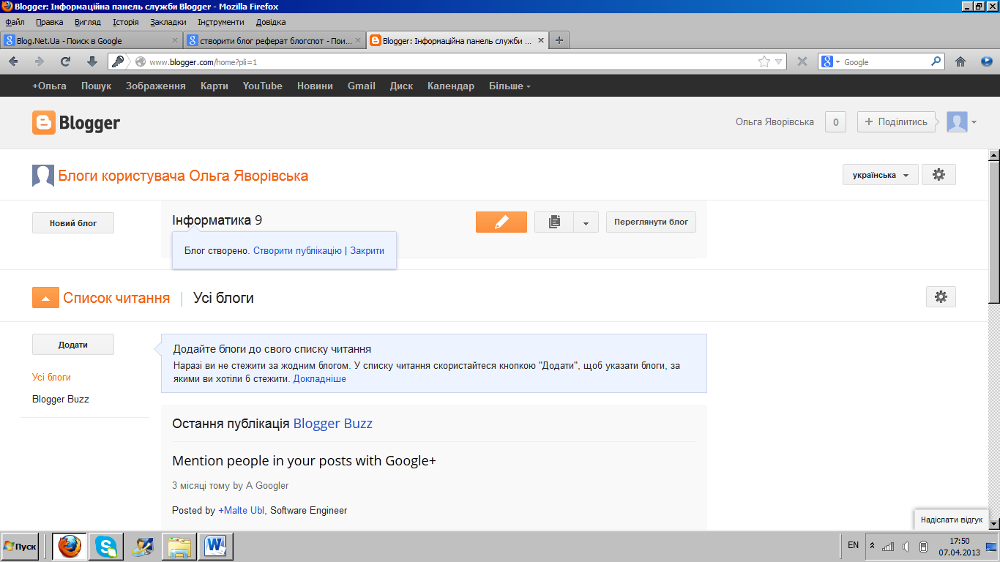 Blogger: Інформаційна панель служби Blogger - Mozilla Firefox
Файл Правка Вигляд Історія Закладки Інструменти Довідка
Blog.Net.Ua - Поиск в Google
створити блог реферат блогспот - Пои...
Blogger: Інформаційна панель служби ...
www.blogger.com/home?pli=1
Google
+Ольга Пошук Зображення Карти YouTube Новини Gmail Диск Календар Більше
Blogger
Ольга Яворівська 0 + Поділитись
Блоги користувача Ольга Яворівська
українська
Новий блог
Інформатика 9
Переглянути блог
Блог створено. Створити публікацію | Закрити
Список читання | Усі блоги
Додати
Усі блоги
Blogger Buzz
Додайте блоги до свого списку читання
Наразі ви не стежити за жодним блогом. У списку читання скористайтеся кнопкою "Додати", щоб указати блоги, за
якими ви хотіли б стежити. Докладніше
Остання публікація Blogger Buzz
Mention people in your posts with Google+
3 місяці тому by A Googler
Posted by +Malte Ubl, Software Engineer
Надіслати відгук
Пуск
EN
17:50
07.04.2013